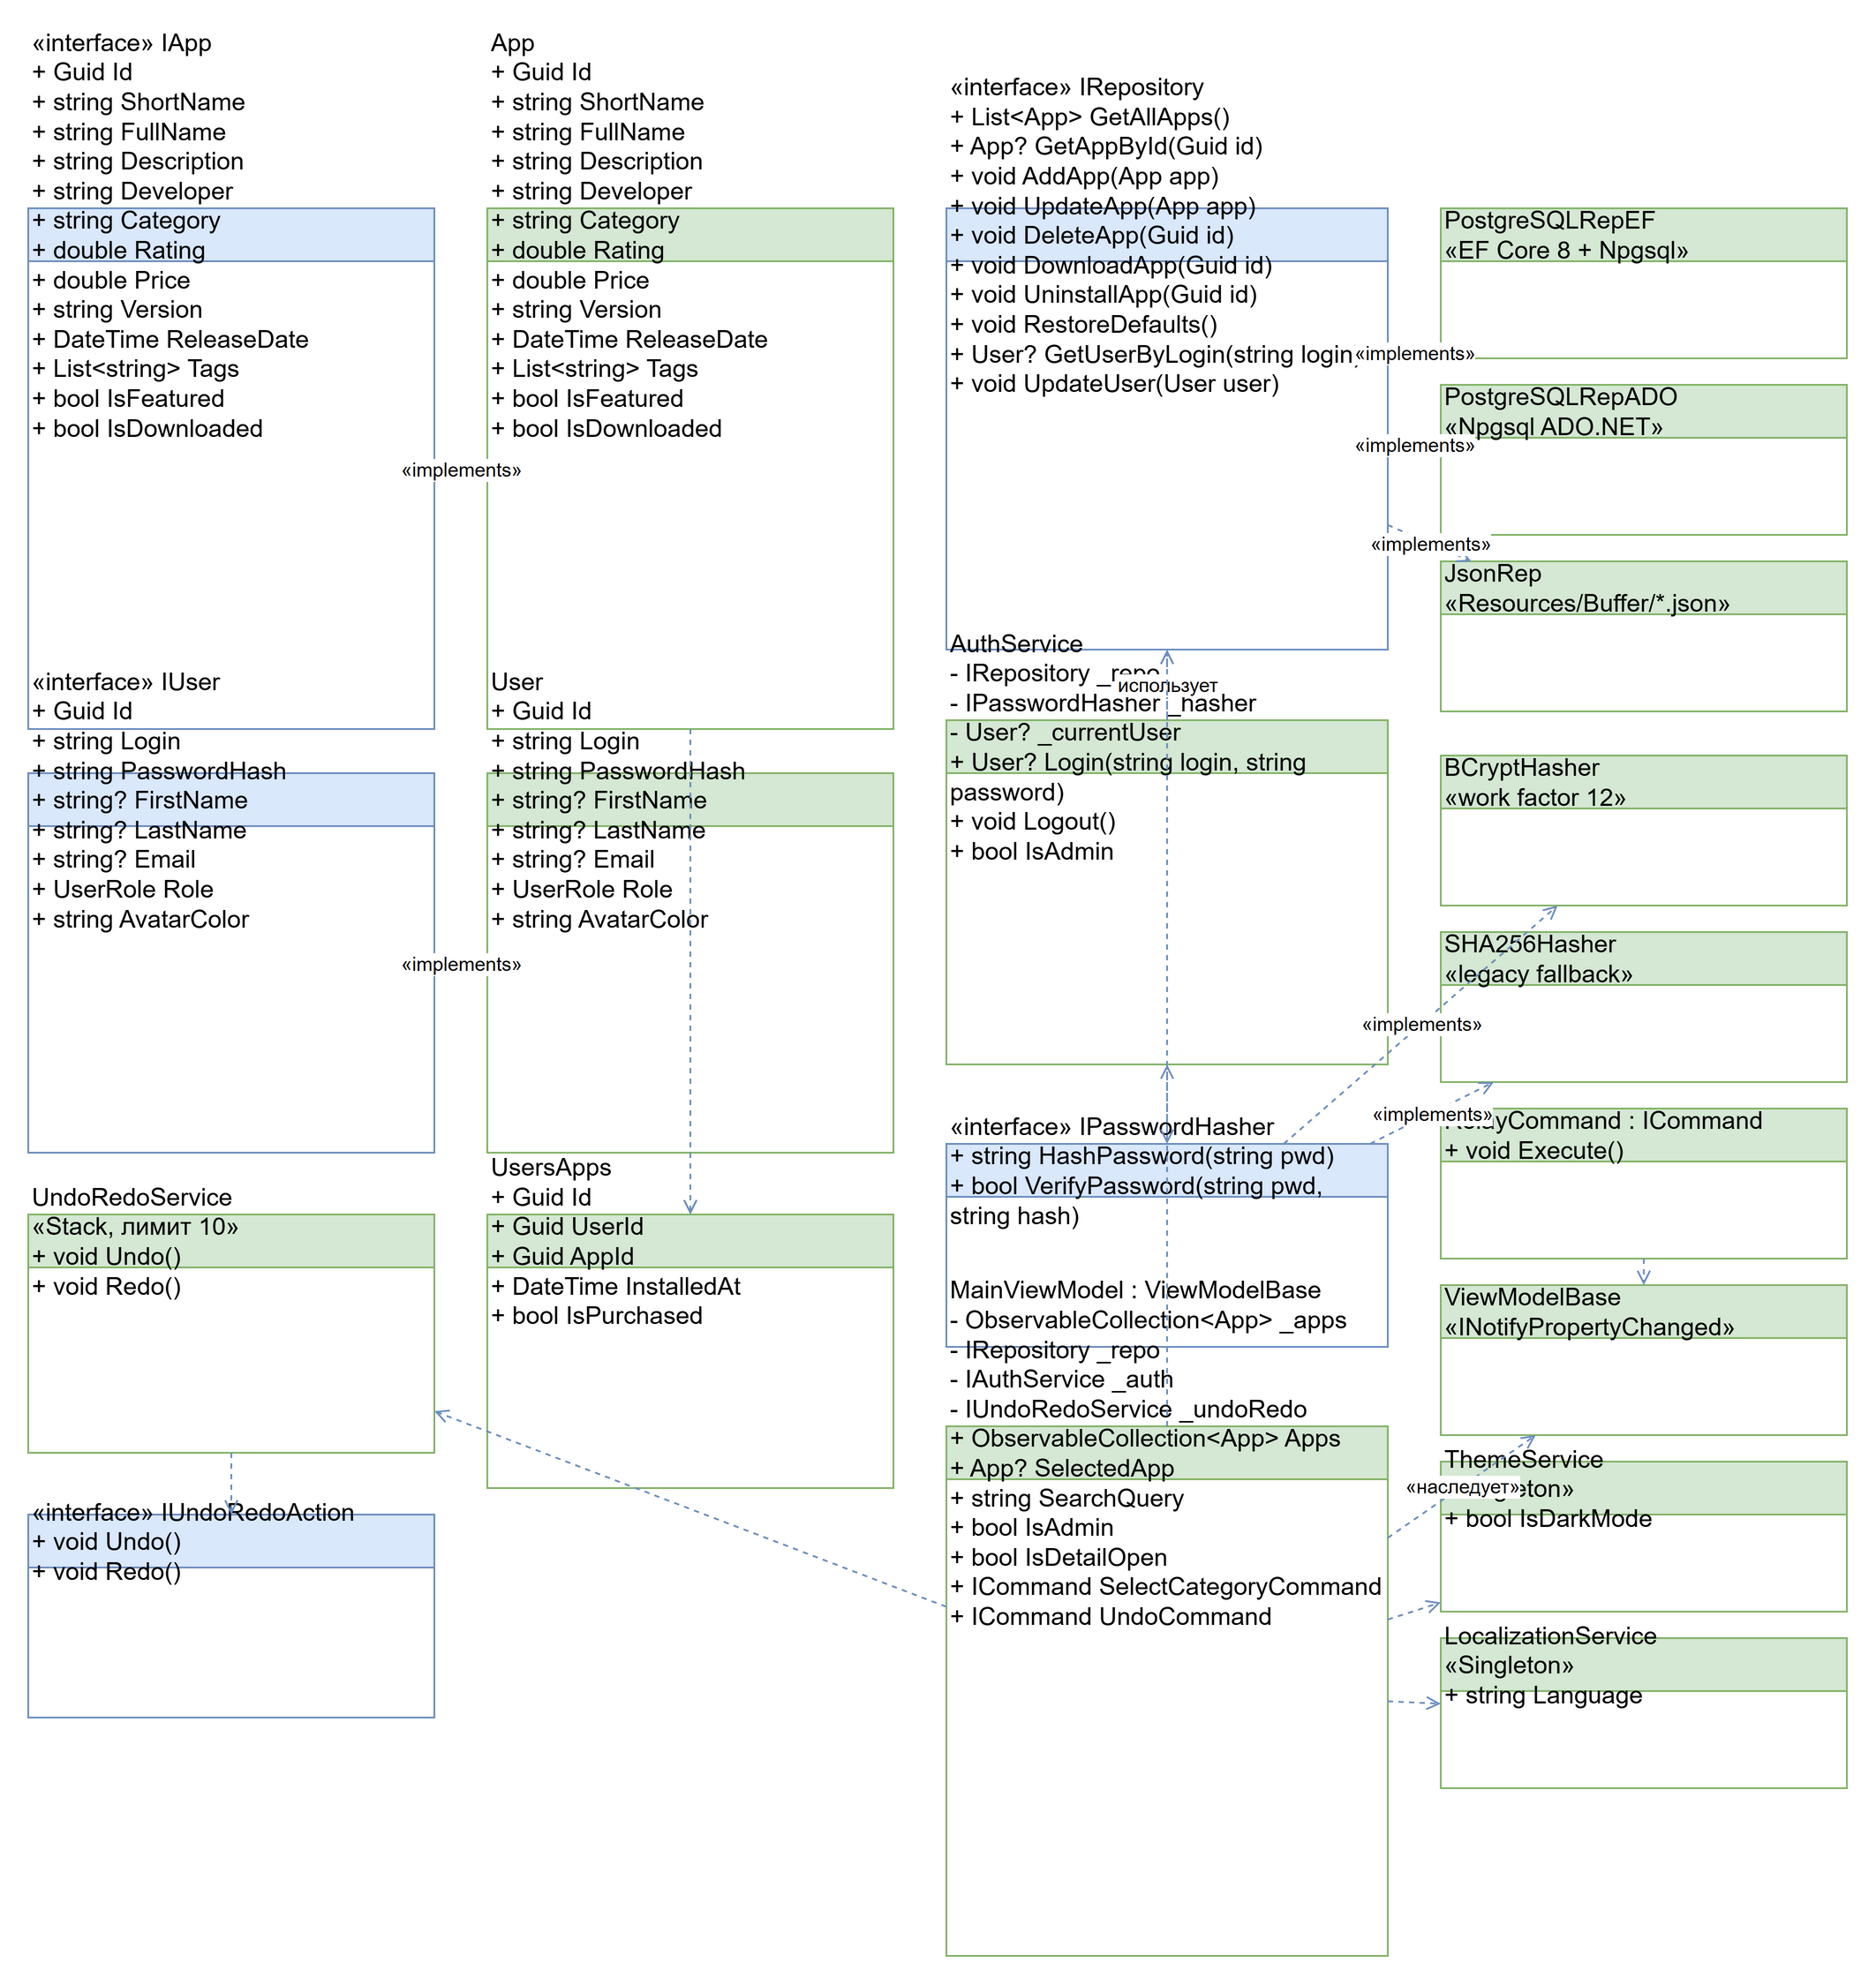 «interface» IApp
+ Guid Id
+ string ShortName
+ string FullName
+ string Description
+ string Developer
+ string Category
+ double Rating
+ double Price
+ string Version
+ DateTime ReleaseDate
+ List<string> Tags
+ bool IsFeatured
+ bool IsDownloaded
«implements»
App
+ Guid Id
+ string ShortName
+ string FullName
+ string Description
+ string Developer
+ string Category
+ double Rating
+ double Price
+ string Version
+ DateTime ReleaseDate
+ List<string> Tags
+ bool IsFeatured
+ bool IsDownloaded
«interface» IRepository
+ List<App> GetAllApps()
+ App? GetAppById(Guid id)
+ void AddApp(App app)
+ void UpdateApp(App app)
+ void DeleteApp(Guid id)
+ void DownloadApp(Guid id)
+ void UninstallApp(Guid id)
+ void RestoreDefaults()
+ User? GetUserByLogin(string login)
+ void UpdateUser(User user)
«implements»
«implements»
«implements»
PostgreSQLRepEF
«EF Core 8 + Npgsql»
PostgreSQLRepADO
«Npgsql ADO.NET»
JsonRep
«Resources/Buffer/*.json»
«interface» IUser
+ Guid Id
+ string Login
+ string PasswordHash
+ string? FirstName
+ string? LastName
+ string? Email
+ UserRole Role
+ string AvatarColor
«implements»
User
+ Guid Id
+ string Login
+ string PasswordHash
+ string? FirstName
+ string? LastName
+ string? Email
+ UserRole Role
+ string AvatarColor
AuthService
- IRepository _repo
использует
- IPasswordHasher _hasher
- User? _currentUser
+ User? Login(string login, string
password)
+ void Logout()
+ bool IsAdmin
BCryptHasher
«work factor 12»
SHA256Hasher
«legacy fallback»
«implements»
«implements»
RelayCommand : ICommand
+ void Execute()
UndoRedoService
«Stack, лимит 10»
+ void Undo()
+ void Redo()
UsersApps
+ Guid Id
+ Guid UserId
+ Guid AppId
+ DateTime InstalledAt
+ bool IsPurchased
«interface» IPasswordHasher
+ string HashPassword(string pwd)
+ bool VerifyPassword(string pwd,
string hash)
ViewModelBase
«INotifyPropertyChanged»
«interface» IUndoRedoAction
+ void Undo()
+ void Redo()
MainViewModel : ViewModelBase
- ObservableCollection<App> _apps
- IRepository _repo
- IAuthService _auth
- IUndoRedoService _undoRedo
+ ObservableCollection<App> Apps
+ App? SelectedApp
+ string SearchQuery
+ bool IsAdmin
+ bool IsDetailOpen
+ ICommand SelectCategoryCommand
+ ICommand UndoCommand
«наследует»
ThemeService
«Singleton»
+ bool IsDarkMode
LocalizationService
«Singleton»
+ string Language